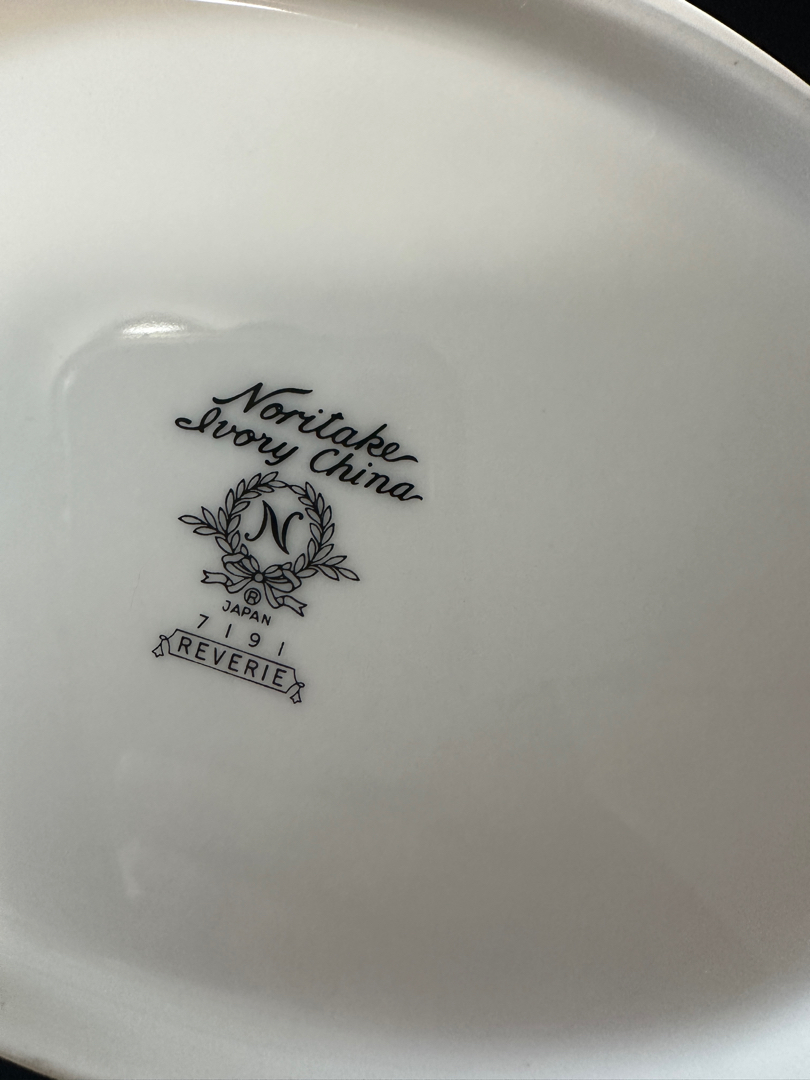 Noritake
Ivory China
N
®
JAPAN
7191
REVERIE